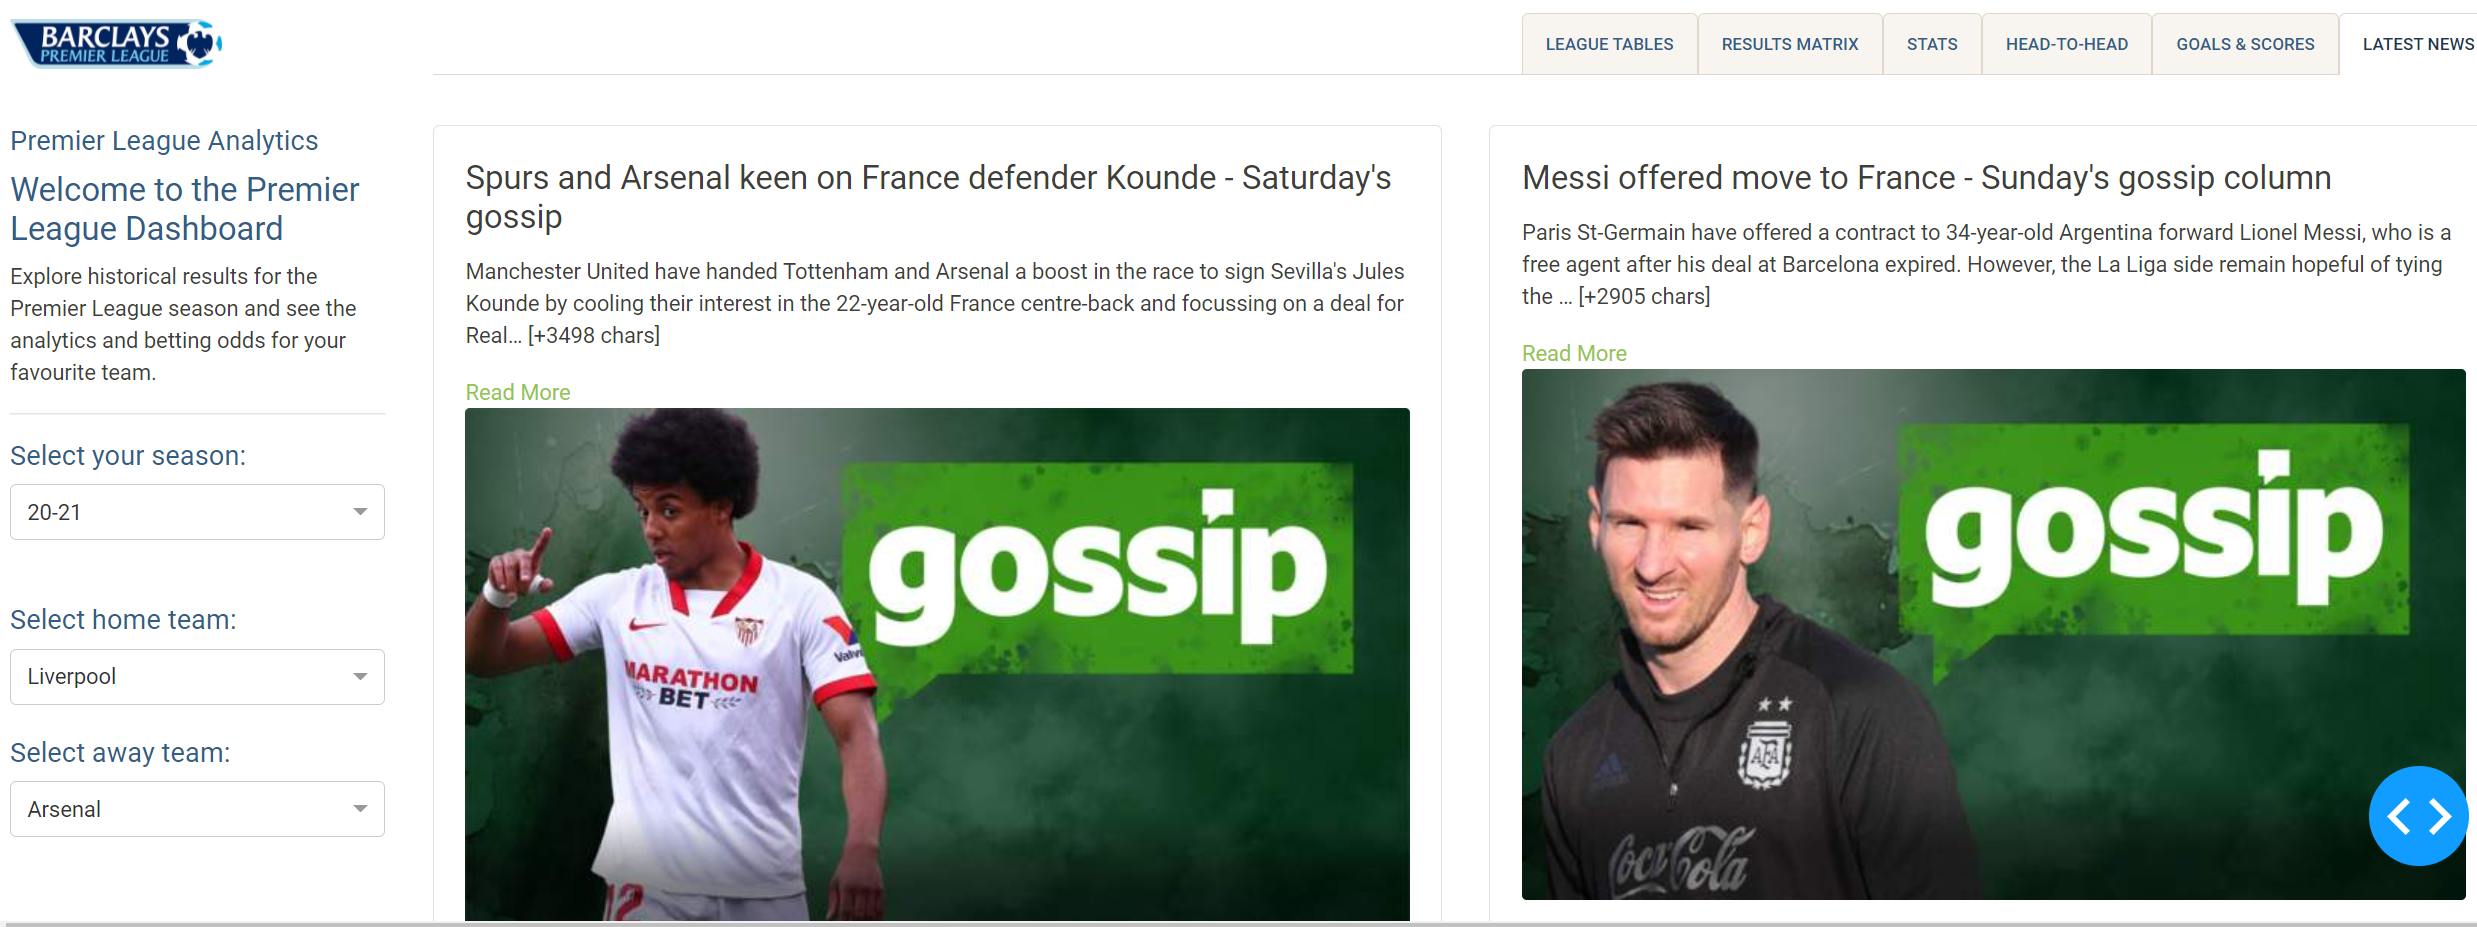 BARCLAYS
PREMIER LEAGUE
LEAGUE TABLES
RESULTS MATRIX
STATS
HEAD-TO-HEAD
GOALS & SCORES
LATEST NEWS
Premier League Analytics
Welcome to the Premier
League Dashboard
Explore historical results for the
Premier League season and see the
analytics and betting odds for your
favourite team.
Select your season:
20-21
Select home team:
Liverpool
Select away team:
Arsenal
Spurs and Arsenal keen on France defender Kounde - Saturday's
gossip
Manchester United have handed Tottenham and Arsenal a boost in the race to sign Sevilla's Jules
Kounde by cooling their interest in the 22-year-old France centre-back and focussing on a deal for
Real… [+3498 chars]
Read More
gossip
MARATHON
BET
12
Messi offered move to France - Sunday's gossip column
Paris St-Germain have offered a contract to 34-year-old Argentina forward Lionel Messi, who is a
free agent after his deal at Barcelona expired. However, the La Liga side remain hopeful of tying
the … [+2905 chars]
Read More
gossip
AFA
Coca Cola